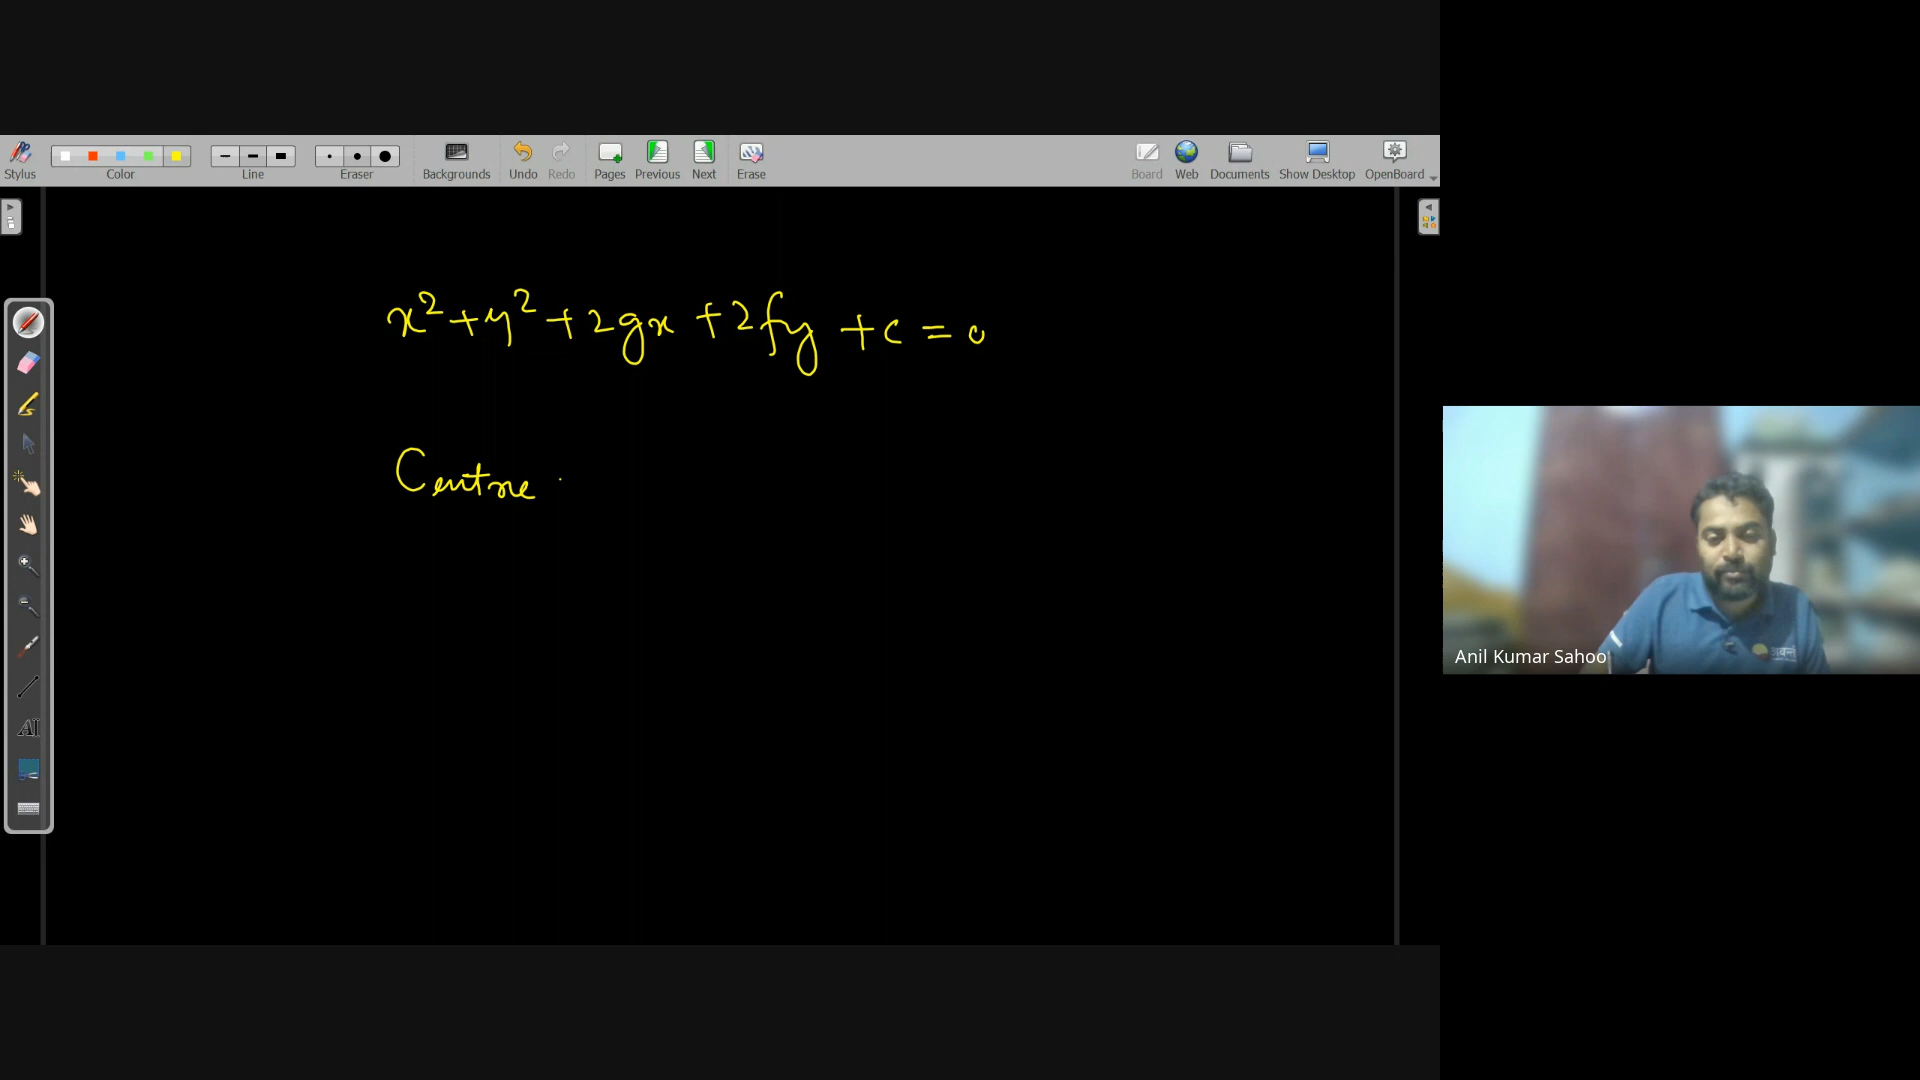 Stylus Color Line Eraser Backgrounds Undo Redo Pages Previous Next Erase Board Web Documents Show Desktop OpenBoard
x²+y²+2gx+2fy+c=0
Centre
AI
Anil Kumar Sahoo